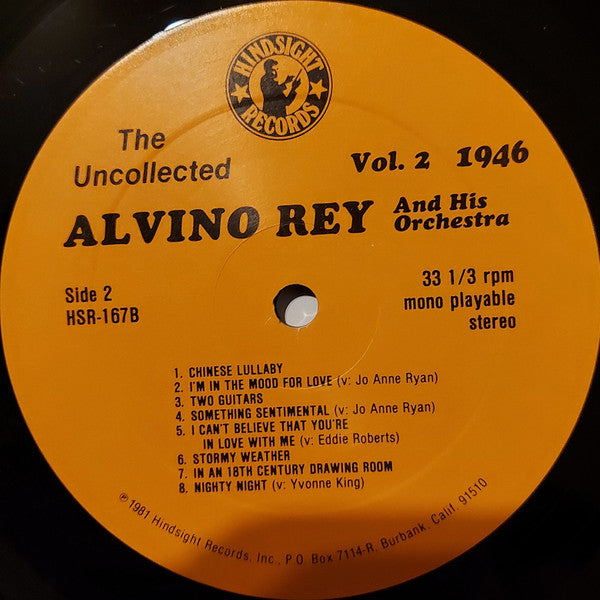 HINDSIGHT
RECORDS
The
Uncollected
Vol. 2 1946
ALVINO REY And His
Orchestra
Side 2
HSR-167B
33 1/3 rpm
mono playable
stereo
1. CHINESE LULLABY
2. I'M IN THE MOOD FOR LOVE (v: Jo Anne Ryan)
3. TWO GUITARS
4. SOMETHING SENTIMENTAL (v: Jo Anne Ryan)
5. I CAN'T BELIEVE THAT YOU'RE
IN LOVE WITH ME (v: Eddie Roberts)
6. STORMY WEATHER
7. IN AN 18TH CENTURY DRAWING ROOM
8. NIGHTY NIGHT (v: Yvonne King)
℗1981 Hindsight Records, Inc., P.O. Box 7114-R, Burbank, Calif. 91510